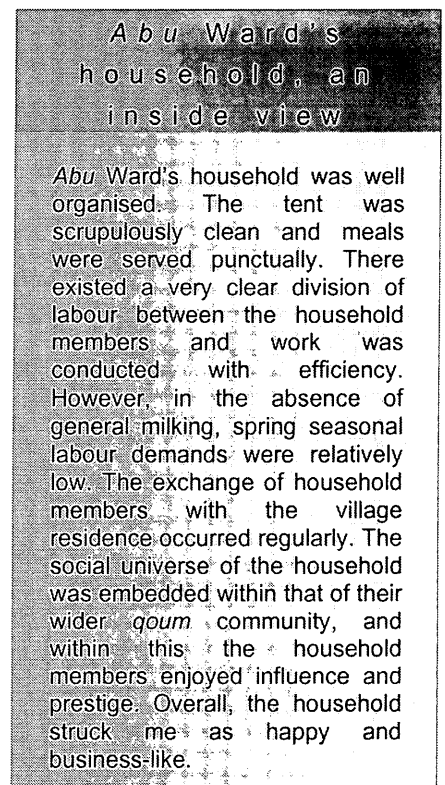 Abu Ward's
household, an
inside view
Abu Ward's household was well
organised. The tent was
scrupulously clean and meals
were served punctually. There
existed a very clear division of
labour between the household
members and work was
conducted with efficiency.
However, in the absence of
general milking, spring seasonal
labour demands were relatively
low. The exchange of household
members with the village
residence occurred regularly. The
social universe of the household
was embedded within that of their
wider qoum community, and
within this the household
members enjoyed influence and
prestige. Overall, the household
struck me as happy and
business-like.